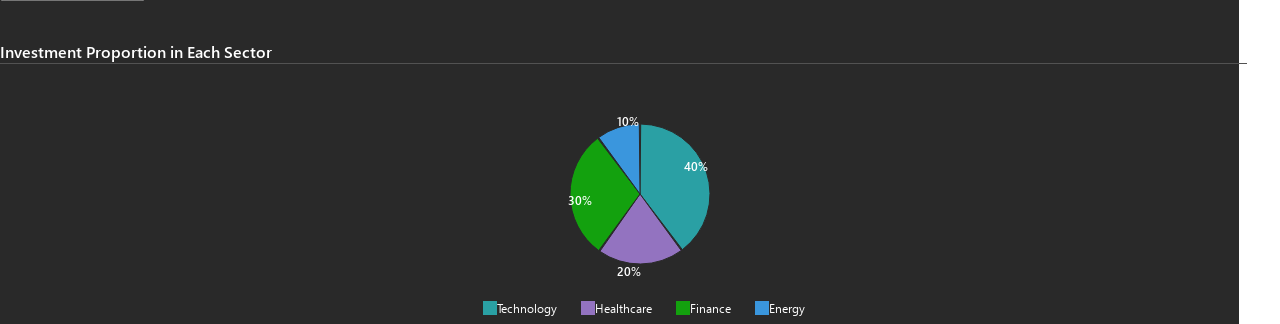 Investment Proportion in Each Sector
10%
40%
30%
20%
Technology Healthcare Finance Energy